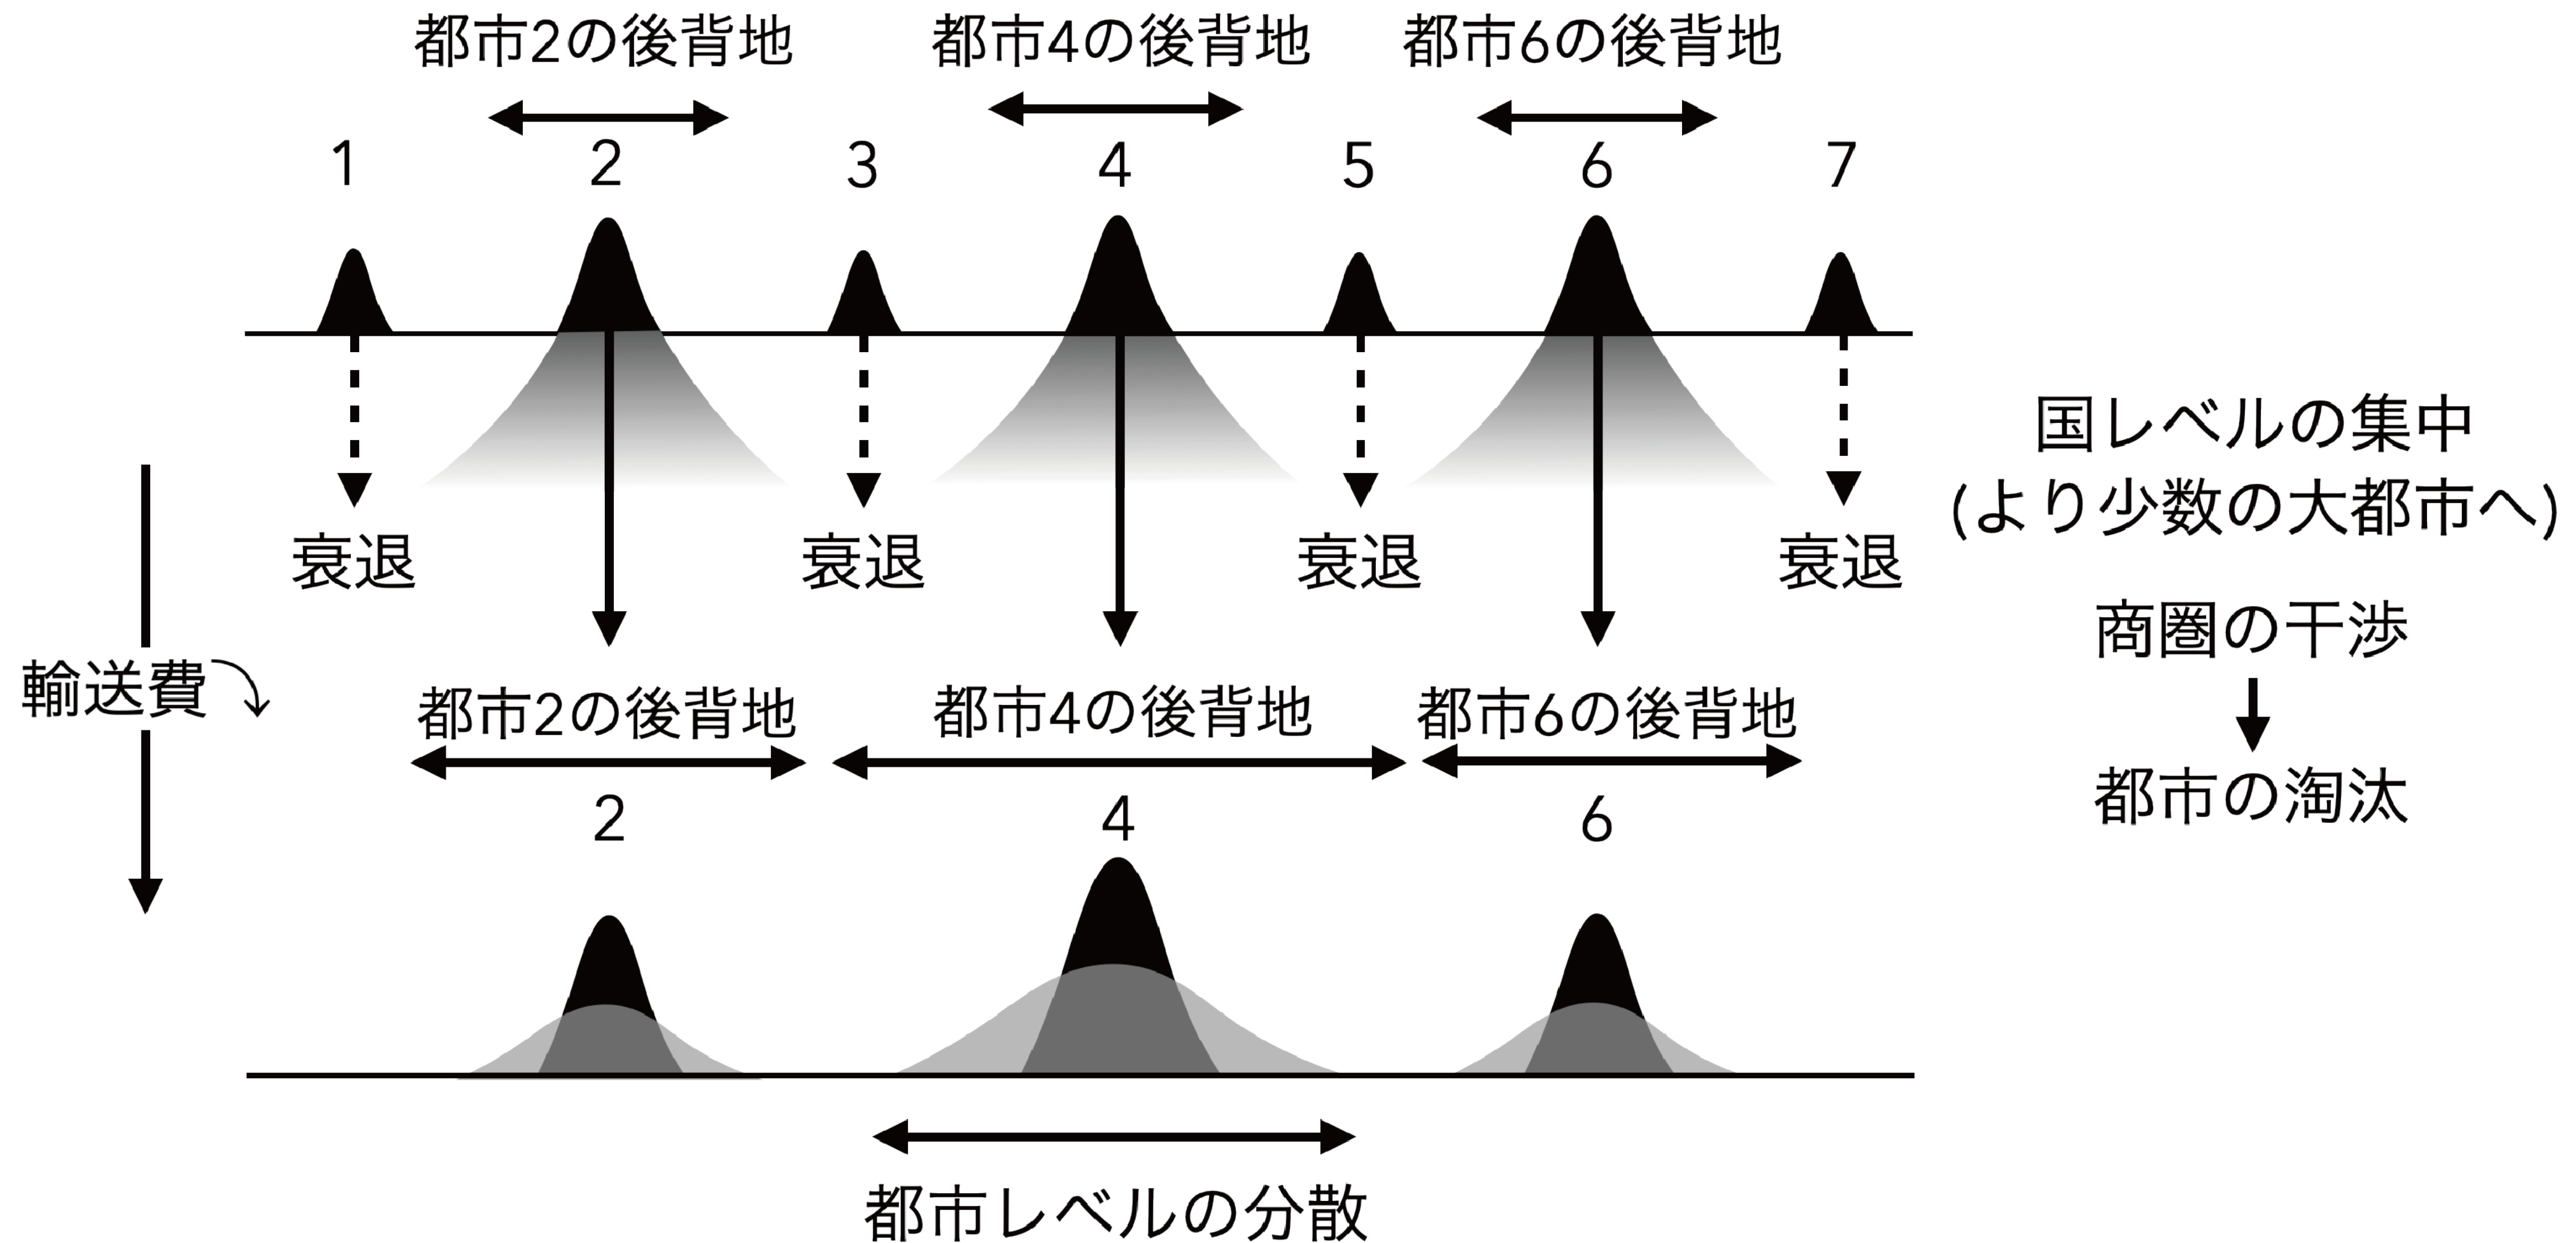 都市2の後背地
都市4の後背地
都市6の後背地
1
2
3
4
5
6
7
衰退
衰退
衰退
衰退
国レベルの集中
(より少数の大都市へ)
商圏の干渉
都市の淘汰
輸送費
都市2の後背地
都市4の後背地
都市6の後背地
2
4
6
都市レベルの分散